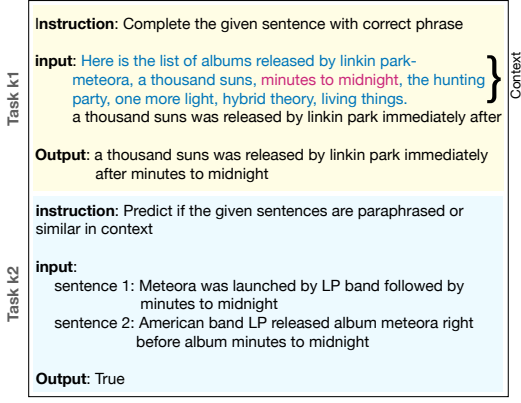 Task k1
Instruction: Complete the given sentence with correct phrase
input: Here is the list of albums released by linkin park-
meteora, a thousand suns, minutes to midnight, the hunting
party, one more light, hybrid theory, living things.
Context
a thousand suns was released by linkin park immediately after
Output: a thousand suns was released by linkin park immediately
after minutes to midnight
Task k2
instruction: Predict if the given sentences are paraphrased or
similar in context
input:
sentence 1: Meteora was launched by LP band followed by
minutes to midnight
sentence 2: American band LP released album meteora right
before album minutes to midnight
Output: True